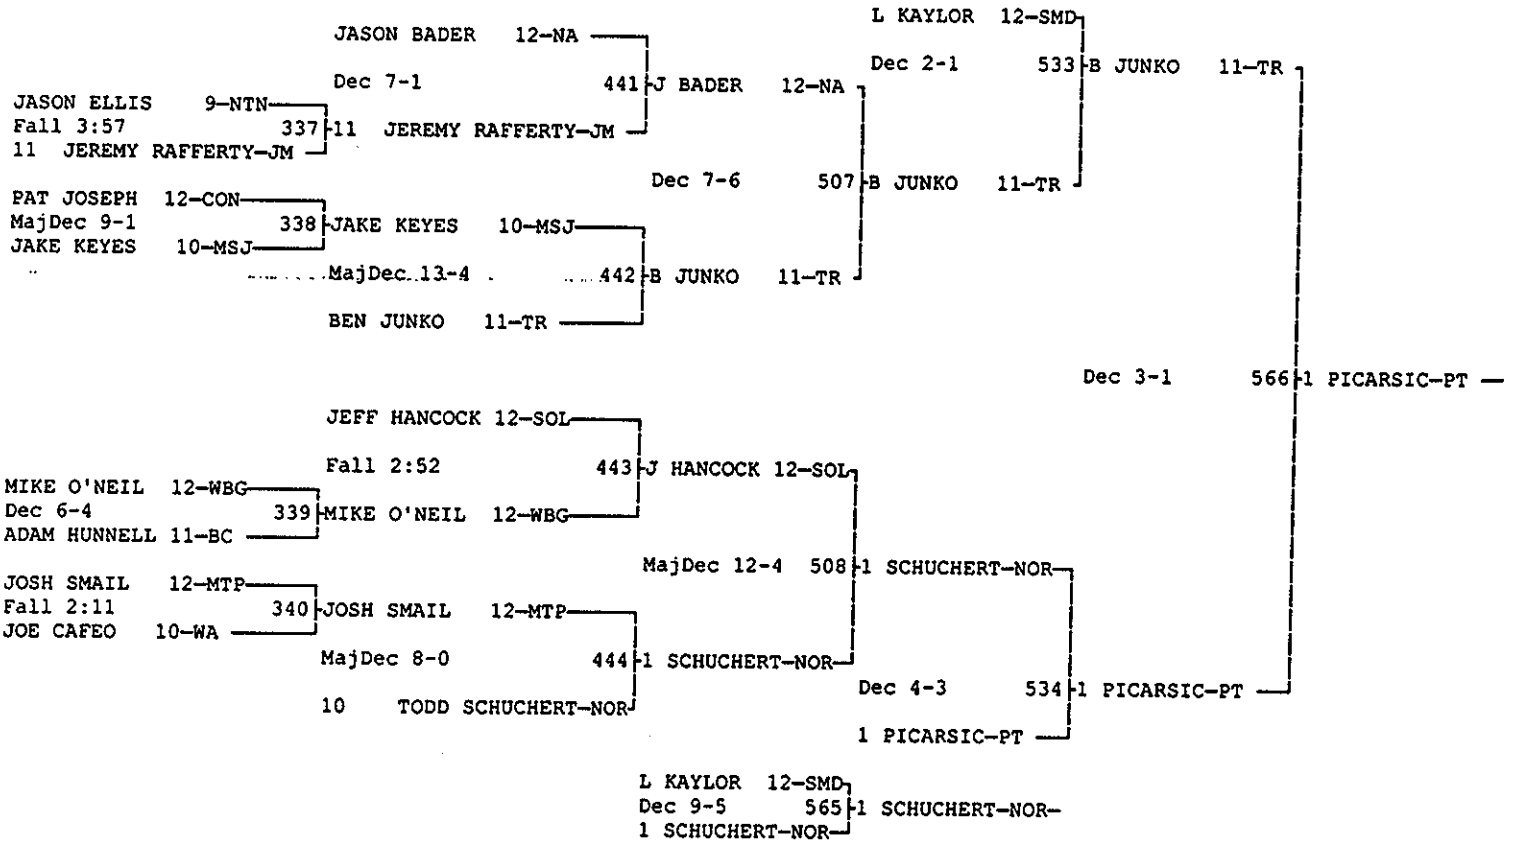 L KAYLOR 12-SMD
JASON BADER 12-NA
Dec 2-1 533 B JUNKO 11-TR
Dec 7-1 441 J BADER 12-NA
JASON ELLIS 9-NTN
Fall 3:57 337 11 JEREMY RAFFERTY-JM
11 JEREMY RAFFERTY-JM
Dec 7-6 507 B JUNKO 11-TR
PAT JOSEPH 12-CON
MajDec 9-1 338 JAKE KEYES 10-MSJ
JAKE KEYES 10-MSJ
MajDec 13-4 442 B JUNKO 11-TR
BEN JUNKO 11-TR
Dec 3-1 566 1 PICARSIC-PT
JEFF HANCOCK 12-SOL
Fall 2:52 443 J HANCOCK 12-SOL
MIKE O'NEIL 12-WBG
Dec 6-4 339 MIKE O'NEIL 12-WBG
ADAM HUNNELL 11-BC
MajDec 12-4 508 1 SCHUCHERT-NOR
JOSH SMAIL 12-MTP
Fall 2:11 340 JOSH SMAIL 12-MTP
JOE CAFEO 10-WA
MajDec 8-0 444 1 SCHUCHERT-NOR
Dec 4-3 534 1 PICARSIC-PT
10 TODD SCHUCHERT-NOR
1 PICARSIC-PT
L KAYLOR 12-SMD
Dec 9-5 565 1 SCHUCHERT-NOR
1 SCHUCHERT-NOR